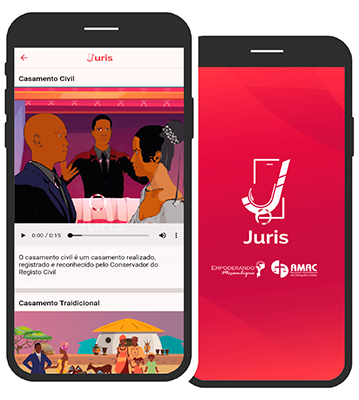 Juris
Casamento Civil
Juris
0:00 / 0:15
O casamento civil é um casamento realizado,
registrado e reconhecido pelo Conservador do
Registo Civil
Casamento Traidicional
Juris
EMPODERANDO
Moçambique
AMAC